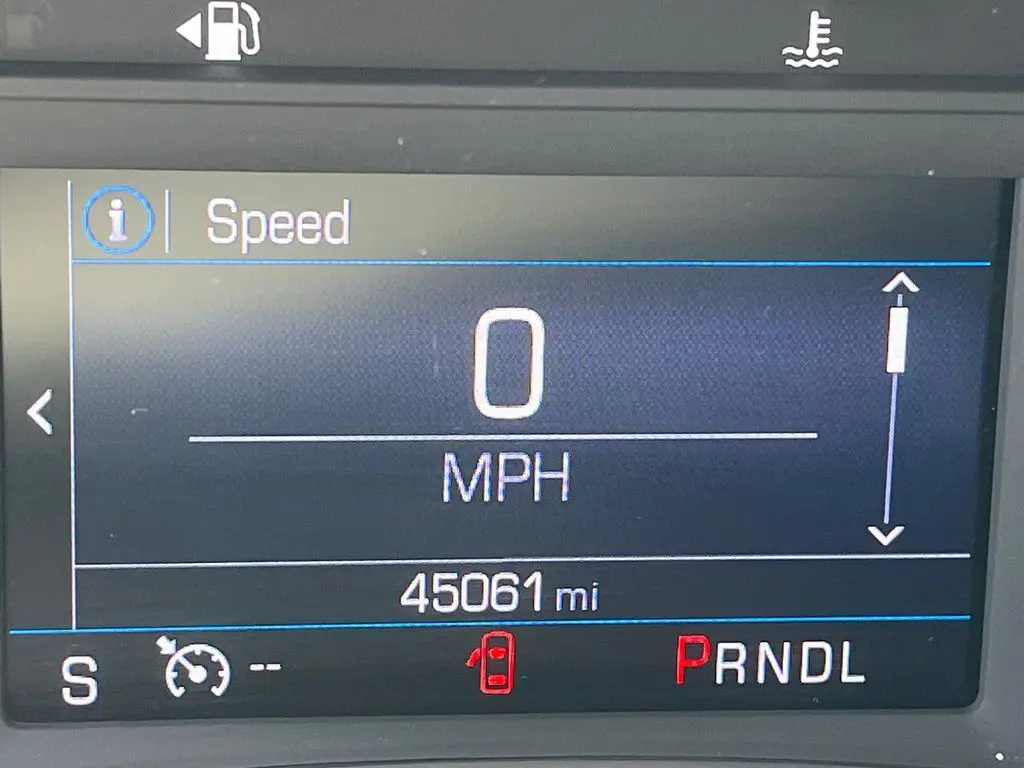 Speed
0
MPH
45061 mi
S -- PRNDL